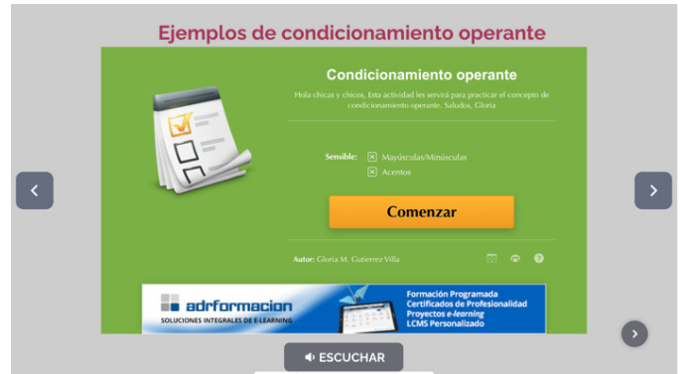 Ejemplos de condicionamiento operante
Condicionamiento operante
Hola chicas y chicos, Esta actividad les servirá para practicar el concepto de
condicionamiento operante. Saludos, Gloria
Sensible: Mayúsculas/Minúsculas
Acentos
Comenzar
Autor: Gloria M. Gutierrez Villa
adrformacion
SOLUCIONES INTEGRALES DE E-LEARNING
Formación Programada
Certificados de Profesionalidad
Proyectos e-learning
LCMS Personalizado
ESCUCHAR